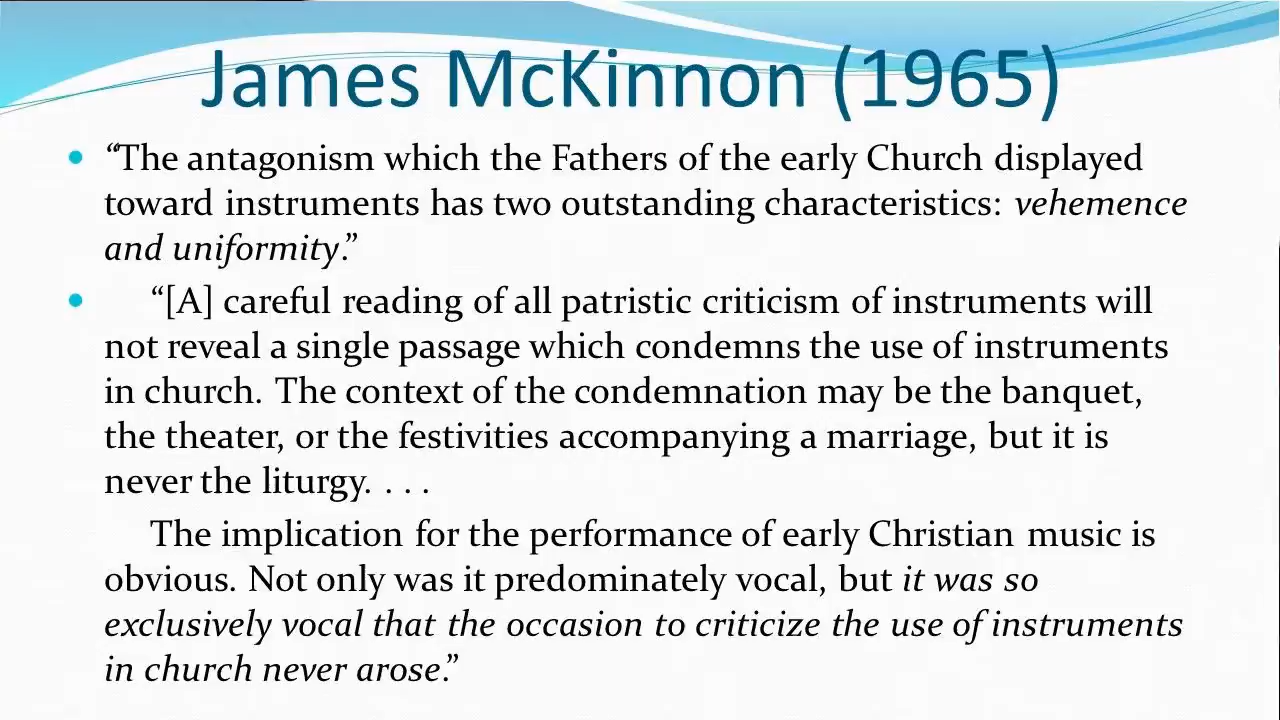 James McKinnon (1965)
• “The antagonism which the Fathers of the early Church displayed
toward instruments has two outstanding characteristics: vehemence
and uniformity.”
• “[A] careful reading of all patristic criticism of instruments will
not reveal a single passage which condemns the use of instruments
in church. The context of the condemnation may be the banquet,
the theater, or the festivities accompanying a marriage, but it is
never the liturgy. . . .
The implication for the performance of early Christian music is
obvious. Not only was it predominately vocal, but it was so
exclusively vocal that the occasion to criticize the use of instruments
in church never arose.”